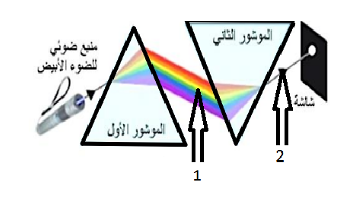 منبع ضوئي
للضوء الأبيض
الموشور الأول
الموشور الثاني
شاشة
1
2